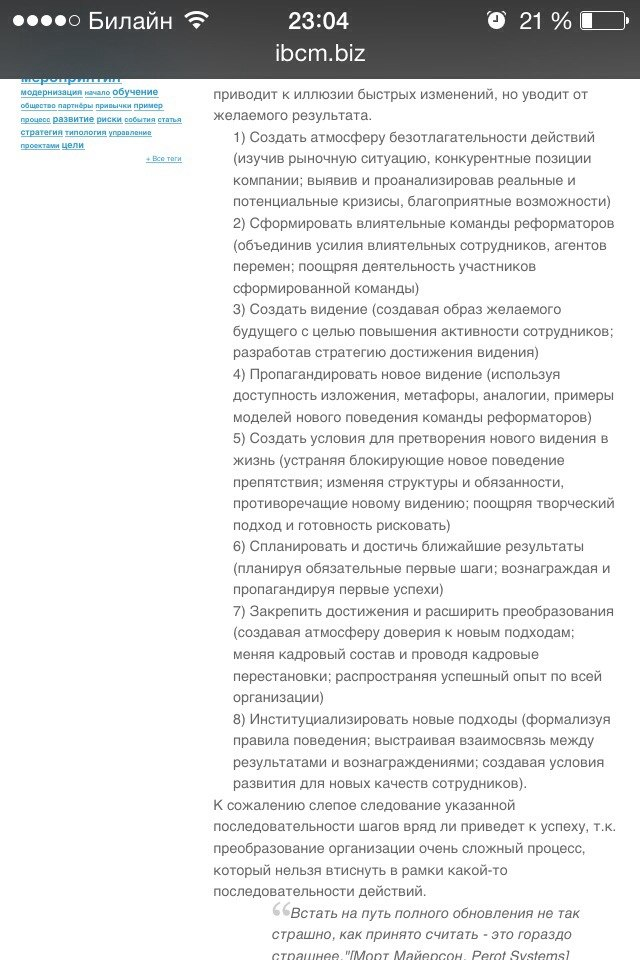 Билайн 23:04 21 %
ibcm.biz
мероприятия
модернизация начало обучение
общество партнёры привычки пример
процесс развитие риски события статья
стратегия типология управление
проектами цели
+ Все теги
приводит к иллюзии быстрых изменений, но уводит от
желаемого результата.
1) Создать атмосферу безотлагательности действий
(изучив рыночную ситуацию, конкурентные позиции
компании; выявив и проанализировав реальные и
потенциальные кризисы, благоприятные возможности)
2) Сформировать влиятельные команды реформаторов
(объединив усилия влиятельных сотрудников, агентов
перемен; поощряя деятельность участников
сформированной команды)
3) Создать видение (создавая образ желаемого
будущего с целью повышения активности сотрудников;
разработав стратегию достижения видения)
4) Пропагандировать новое видение (используя
доступность изложения, метафоры, аналогии, примеры
моделей нового поведения команды реформаторов)
5) Создать условия для претворения нового видения в
жизнь (устраняя блокирующие новое поведение
препятствия; изменяя структуры и обязанности,
противоречащие новому видению; поощряя творческий
подход и готовность рисковать)
6) Спланировать и достичь ближайшие результаты
(планируя обязательные первые шаги; вознаграждая и
пропагандируя первые успехи)
7) Закрепить достижения и расширить преобразования
(создавая атмосферу доверия к новым подходам;
меняя кадровый состав и проводя кадровые
перестановки; распространяя успешный опыт по всей
организации)
8) Институциализировать новые подходы (формализуя
правила поведения; выстраивая взаимосвязь между
результатами и вознаграждениями; создавая условия
развития для новых качеств сотрудников).
К сожалению слепое следование указанной
последовательности шагов вряд ли приведет к успеху, т.к.
преобразование организации очень сложный процесс,
который нельзя втиснуть в рамки какой-то
последовательности действий.
“Встать на путь полного обновления не так
страшно, как принято считать - это гораздо
страшнее."[Морт Майерсон, Perot Systems]